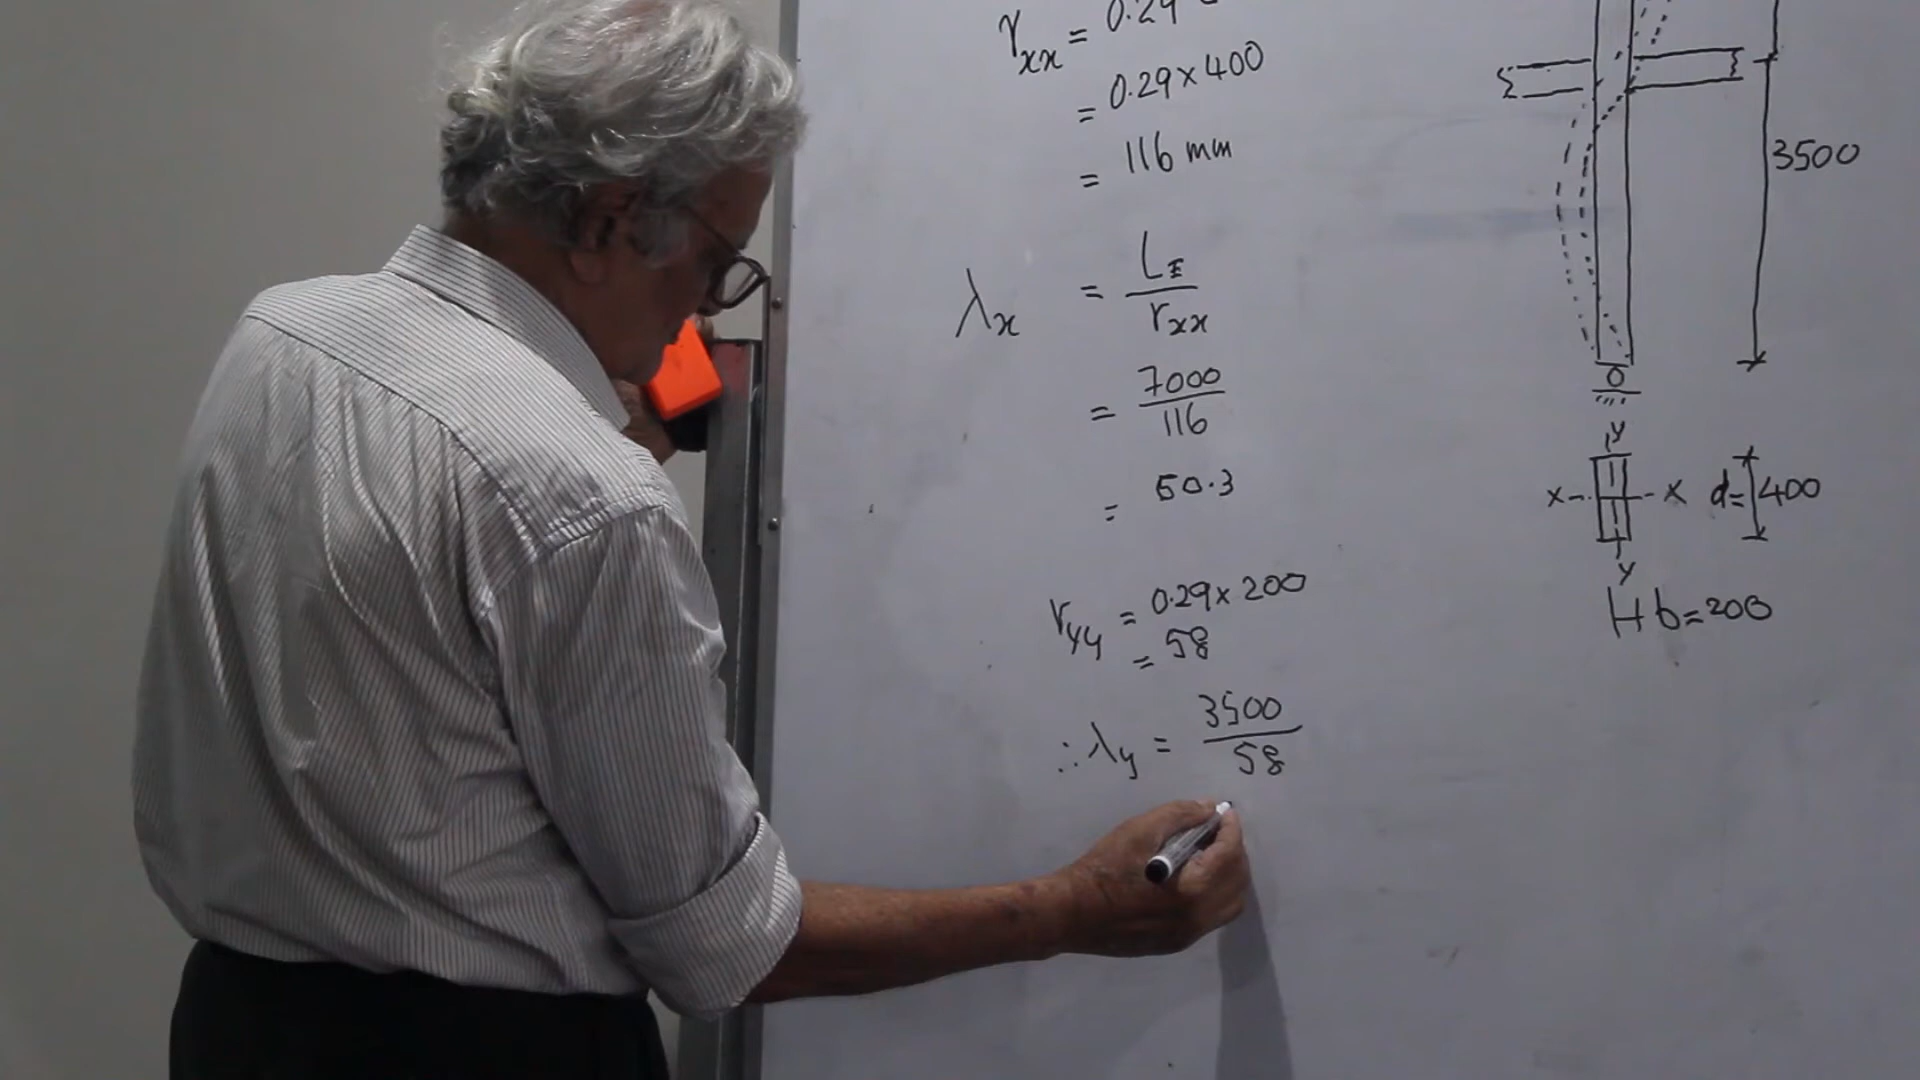 r_xx = 0.29
= 0.29 × 400
= 116 mm
λ_x = L_E / r_xx
= 7000 / 116
= 60.3
r_yy = 0.29 × 200
= 58
∴ λ_y = 3500 / 58
3500
y
x x d= 400
y
b=200